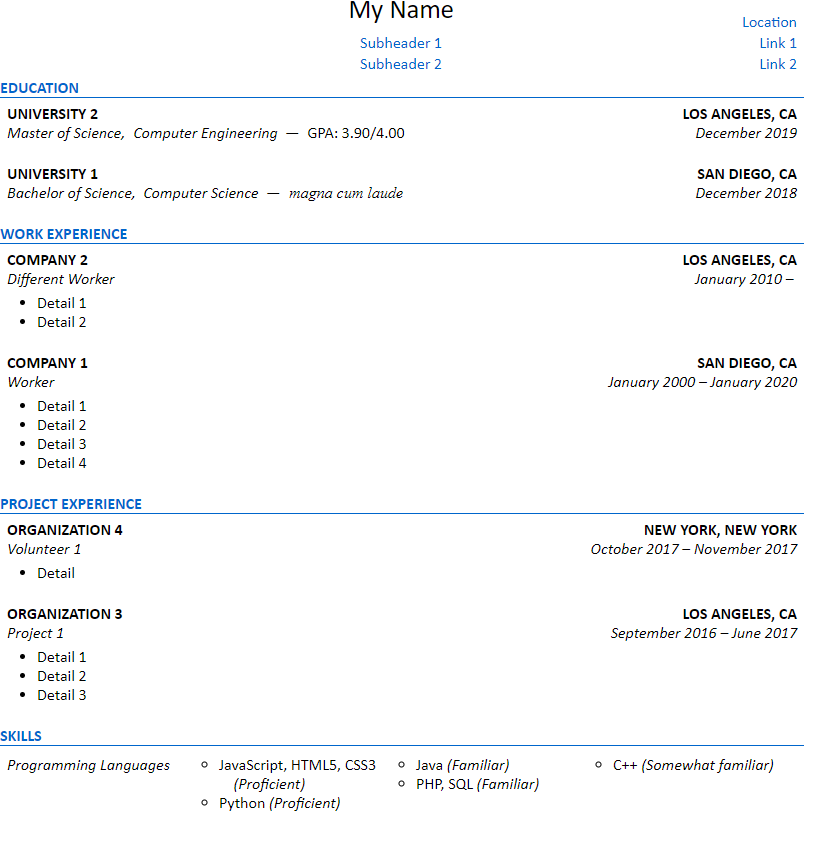 My Name
Location
Subheader 1
Link 1
Subheader 2
Link 2
EDUCATION
UNIVERSITY 2
LOS ANGELES, CA
Master of Science, Computer Engineering — GPA: 3.90/4.00
December 2019
UNIVERSITY 1
SAN DIEGO, CA
Bachelor of Science, Computer Science — magna cum laude
December 2018
WORK EXPERIENCE
COMPANY 2
LOS ANGELES, CA
Different Worker
January 2010 –
• Detail 1
• Detail 2
COMPANY 1
SAN DIEGO, CA
Worker
January 2000 – January 2020
• Detail 1
• Detail 2
• Detail 3
• Detail 4
PROJECT EXPERIENCE
ORGANIZATION 4
NEW YORK, NEW YORK
Volunteer 1
October 2017 – November 2017
• Detail
ORGANIZATION 3
LOS ANGELES, CA
Project 1
September 2016 – June 2017
• Detail 1
• Detail 2
• Detail 3
SKILLS
Programming Languages
○ JavaScript, HTML5, CSS3
(Proficient)
○ Python (Proficient)
○ Java (Familiar)
○ PHP, SQL (Familiar)
○ C++ (Somewhat familiar)